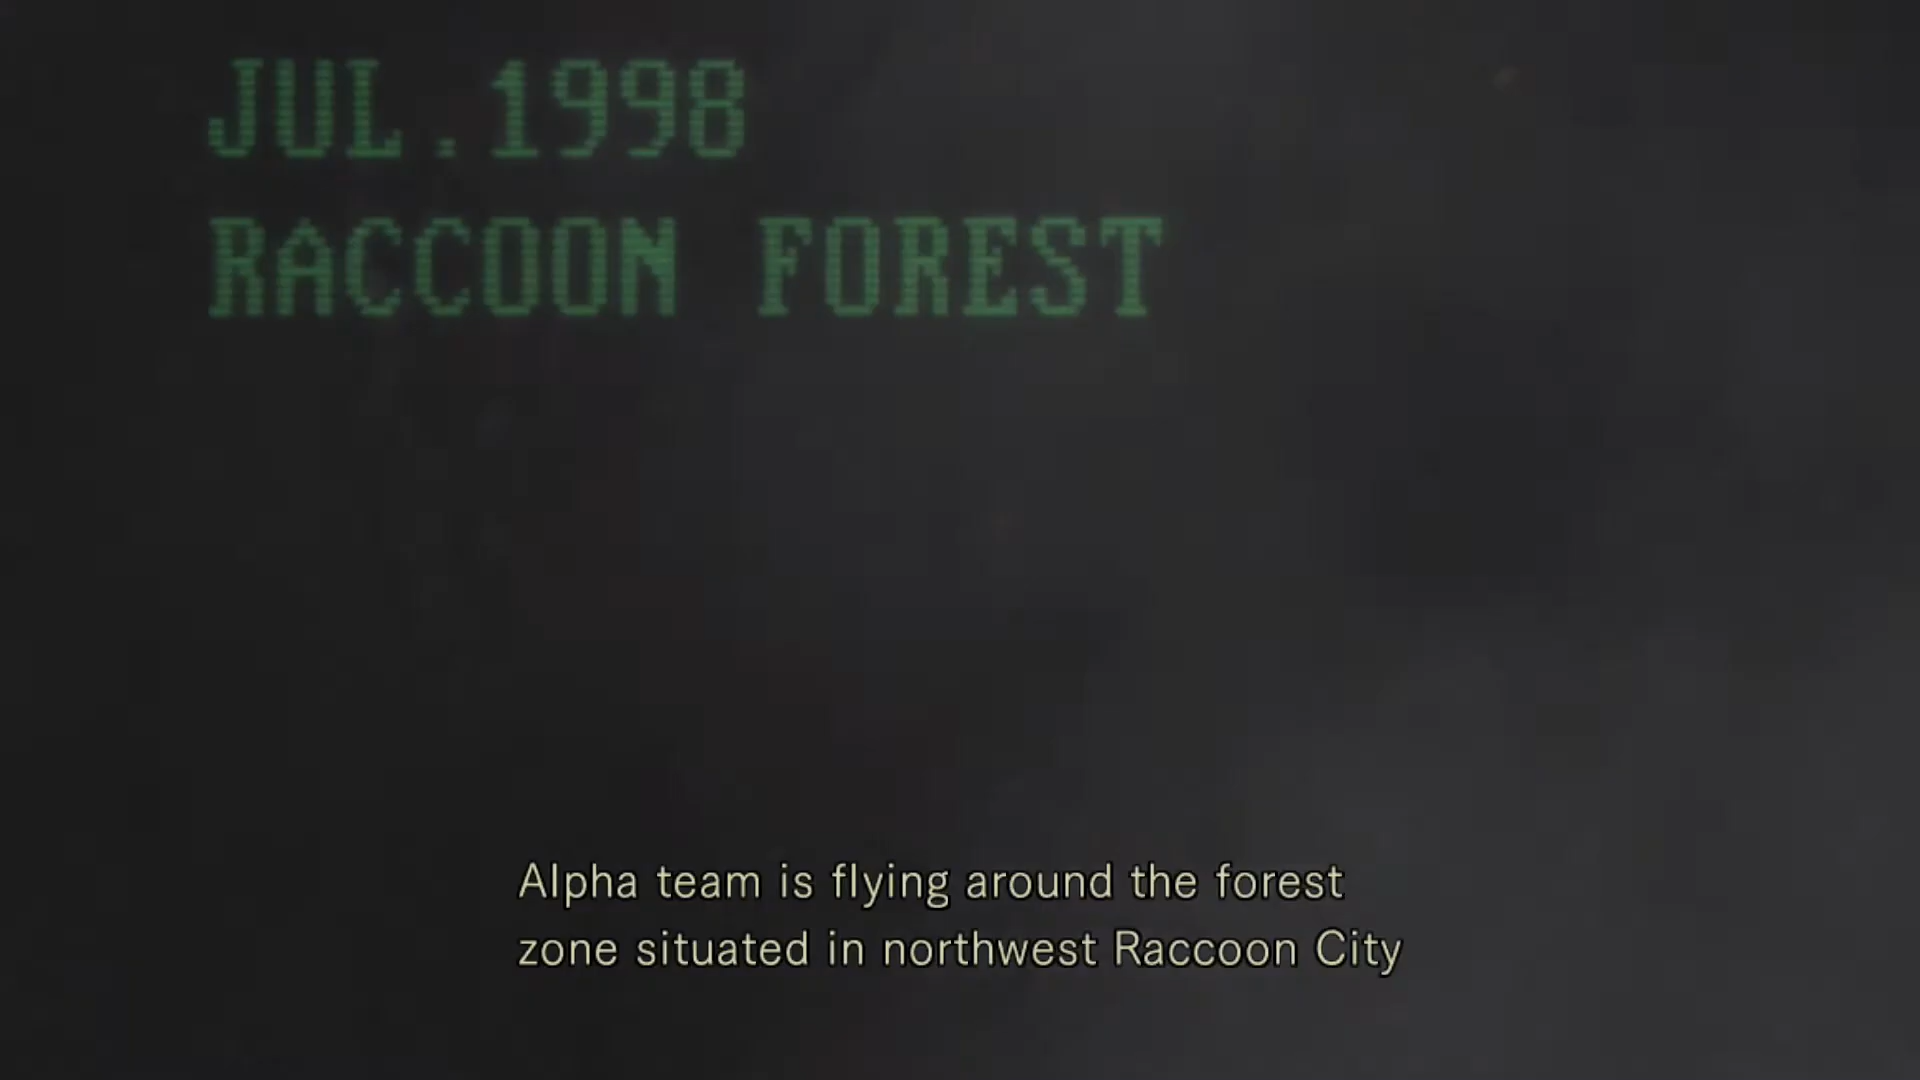 JUL.1998
RACCOON FOREST
Alpha team is flying around the forest
zone situated in northwest Raccoon City